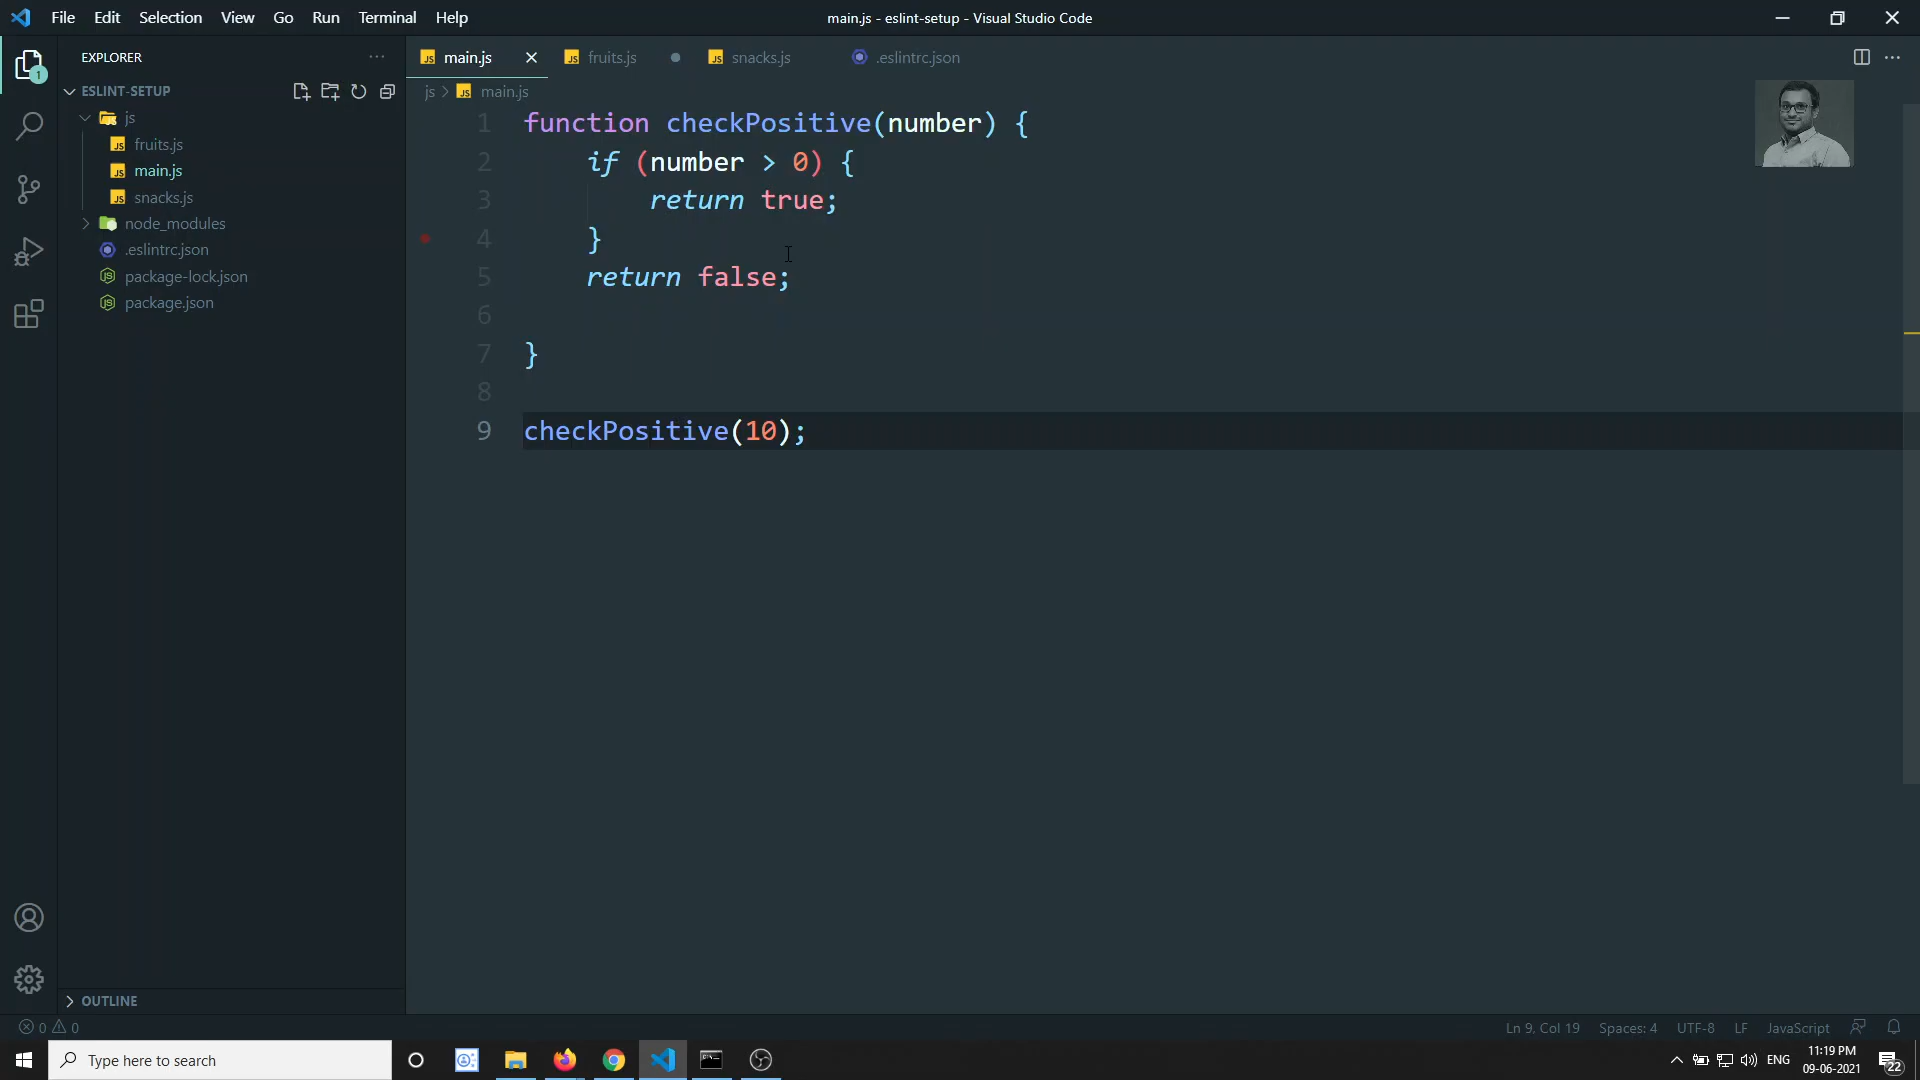 File Edit Selection View Go Run Terminal Help main.js - eslint-setup - Visual Studio Code
EXPLORER
1
main.js
fruits.js
snacks.js
.eslintrc.json
ESLINT-SETUP
js
fruits.js
main.js
snacks.js
node_modules
.eslintrc.json
package-lock.json
package.json
OUTLINE
js > main.js
1 function checkPositive(number) {
2 if (number > 0) {
3 return true;
4 }
5 return false;
6
7 }
8
9 checkPositive(10);
0 0
Ln 9, Col 19 Spaces: 4 UTF-8 LF JavaScript
Type here to search
ENG
11:19 PM
09-06-2021
22